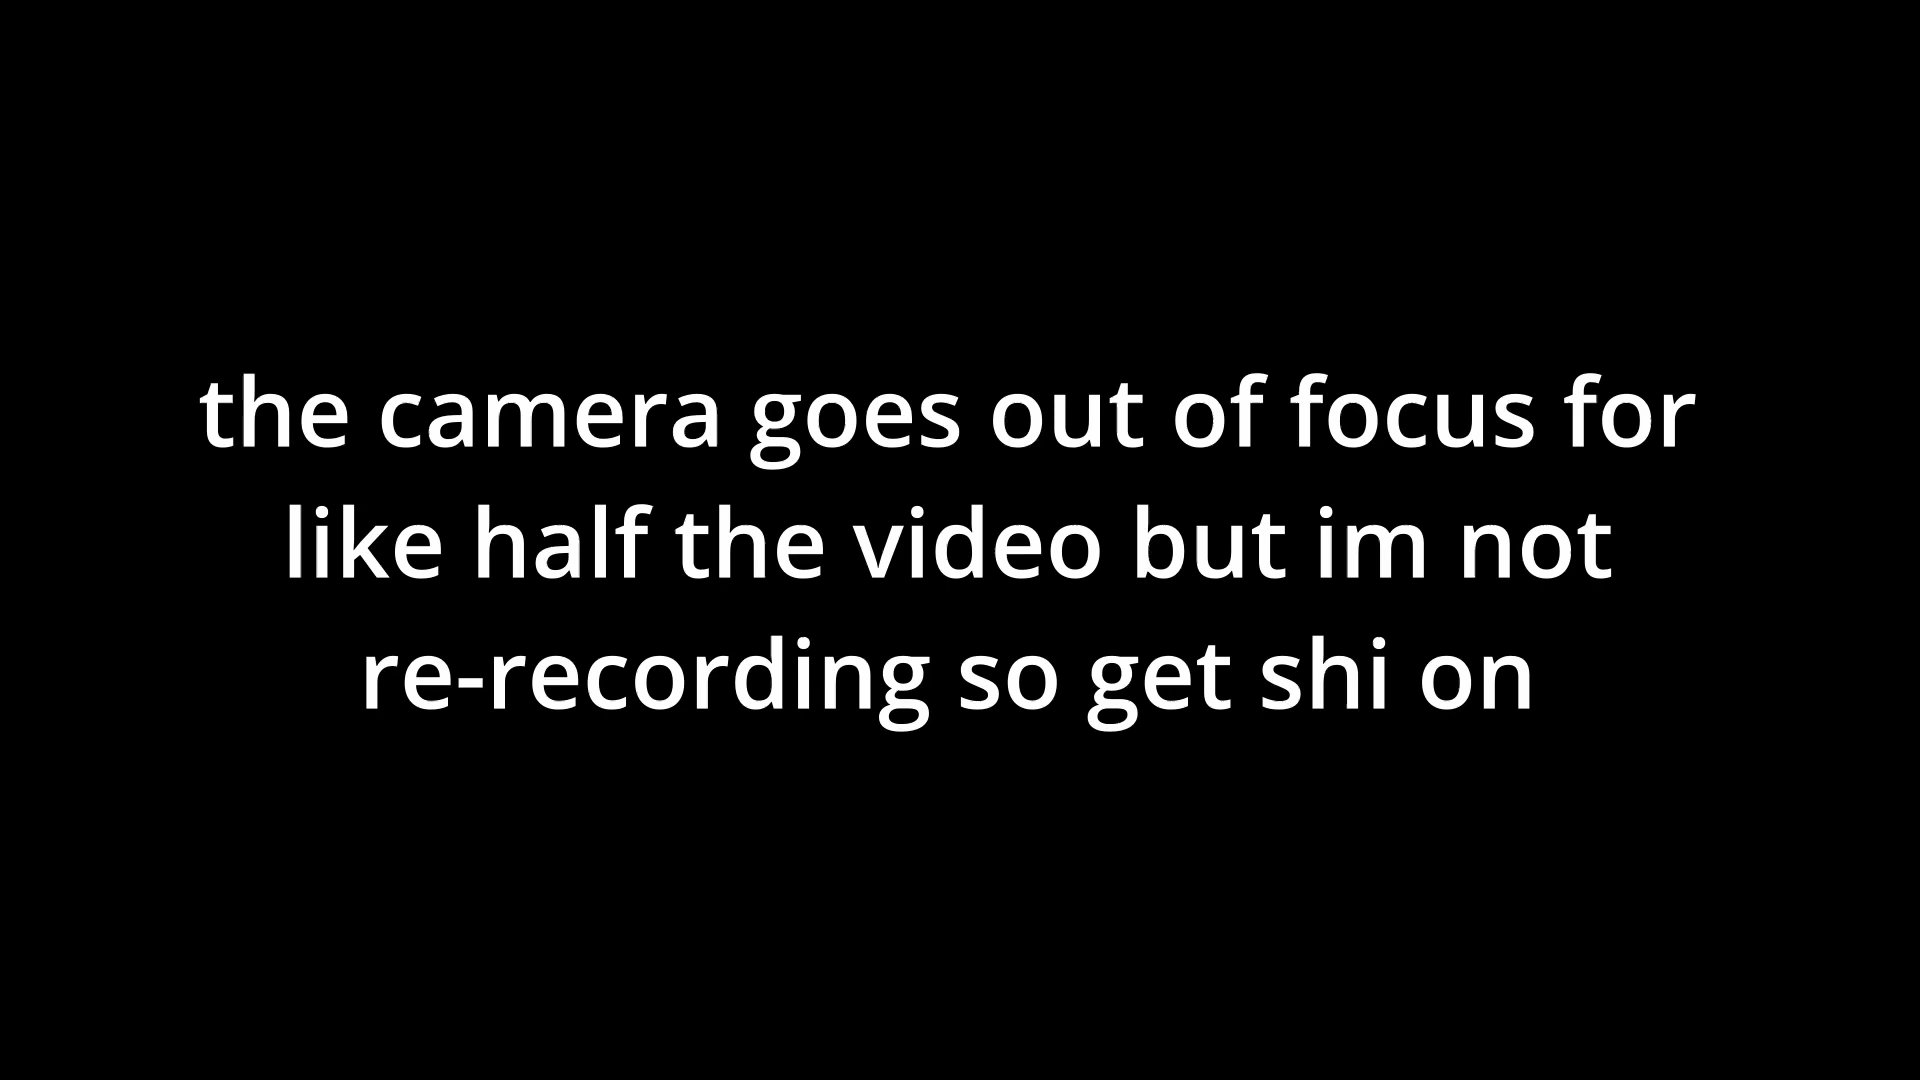 the camera goes out of focus for
like half the video but im not
re-recording so get shi on